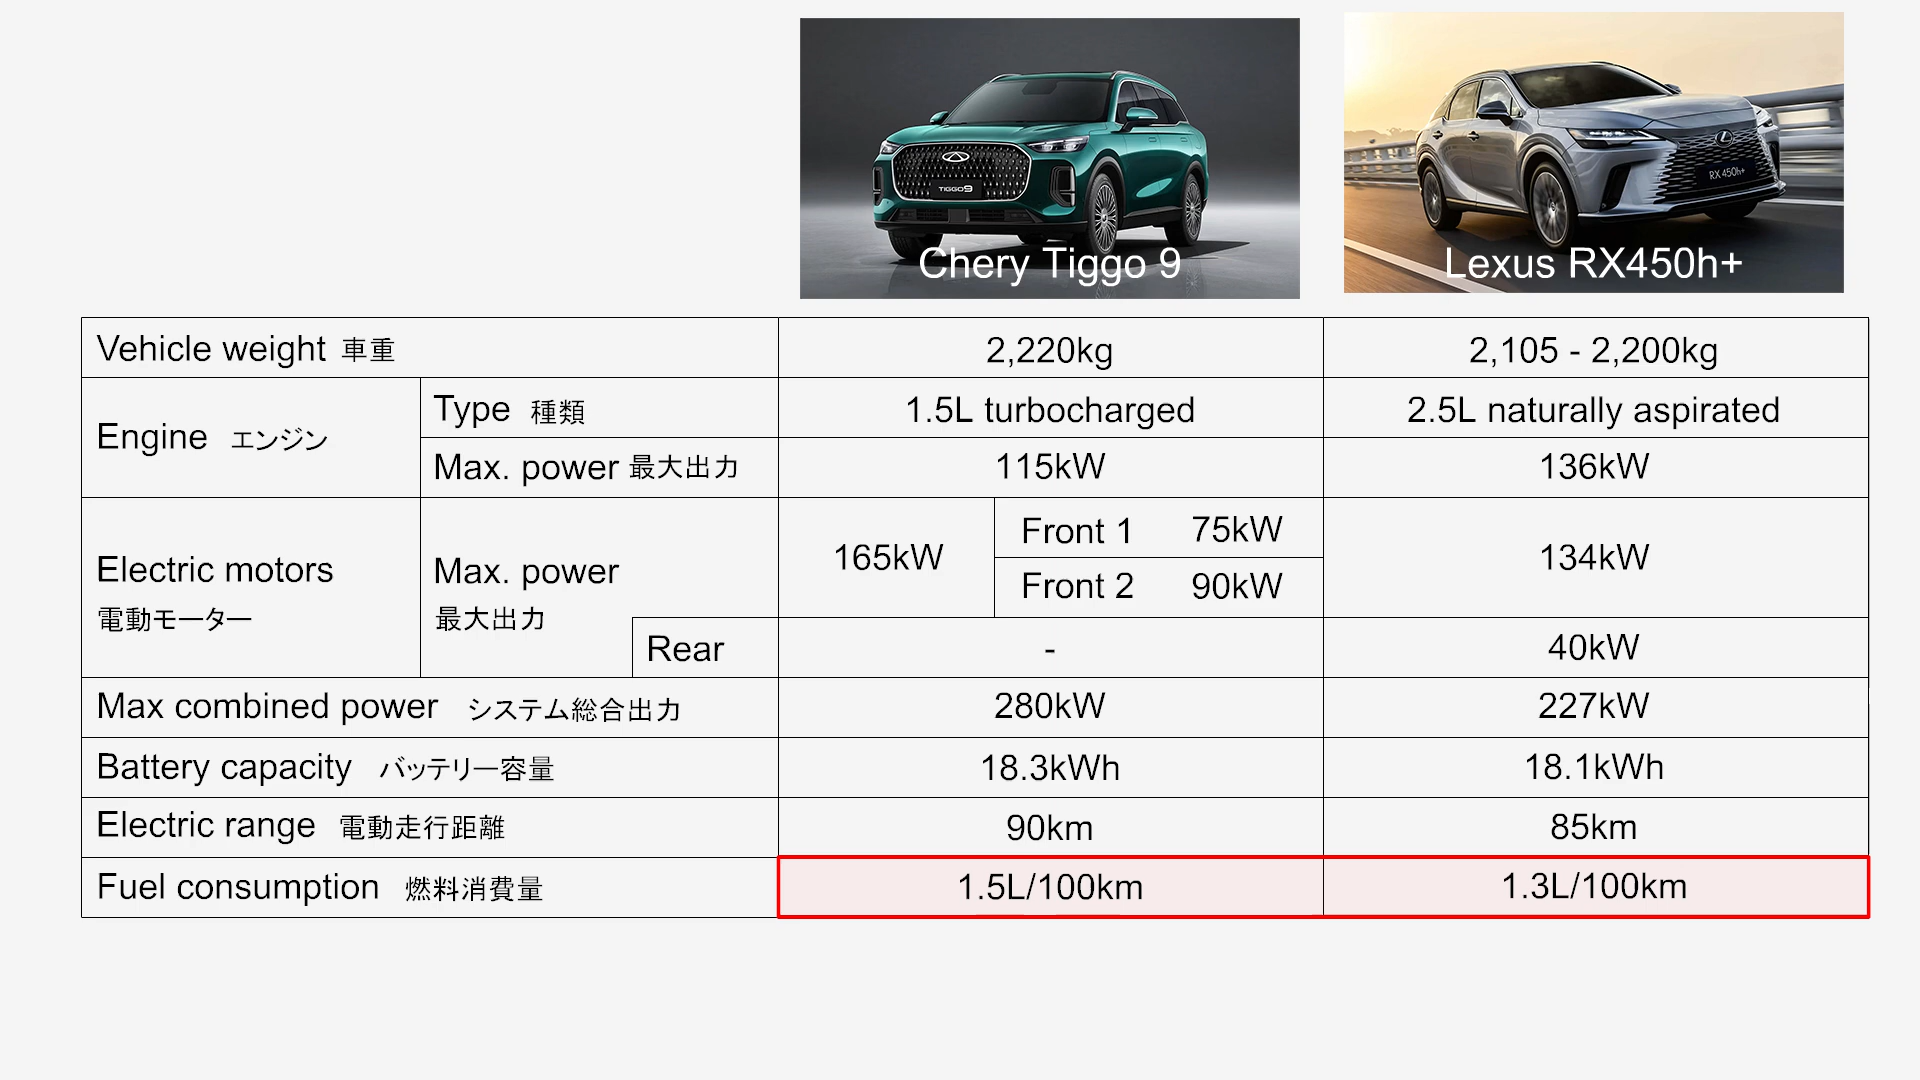 TIGGO9
Chery Tiggo 9
RX 450h+
Lexus RX450h+
Vehicle weight 車重 2,220kg 2,105 - 2,200kg
Engine エンジン
Type 種類 1.5L turbocharged 2.5L naturally aspirated
Max. power 最大出力 115kW 136kW
Electric motors
電動モーター
Max. power
最大出力
165kW
Front 1 75kW
Front 2 90kW
134kW
Rear - 40kW
Max combined power システム総合出力 280kW 227kW
Battery capacity バッテリー容量 18.3kWh 18.1kWh
Electric range 電動走行距離 90km 85km
Fuel consumption 燃料消費量 1.5L/100km 1.3L/100km